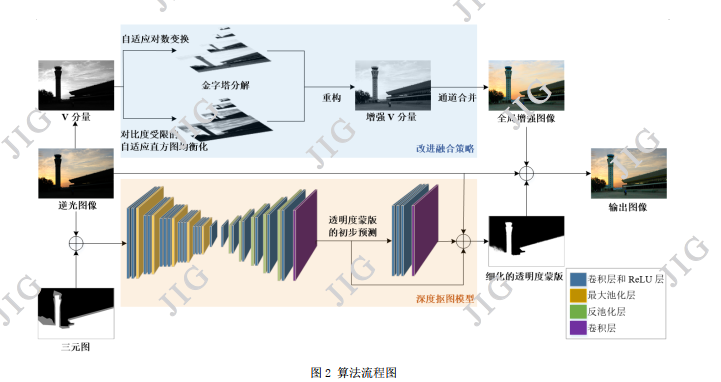 自适应对数变换
金字塔分解
V 分量
重构
增强 V 分量
通道合并
全局增强图像
对比度受限的
自适应直方图均衡化
改进融合策略
逆光图像
输出图像
透明度蒙版
的初步预测
细化的透明度蒙版
深度抠图模型
三元图
卷积层和 ReLU 层
最大池化层
反池化层
卷积层
图 2 算法流程图
JIG
JIG
JIG
JIG
JIG
JIG
JIG
JIG
JIG